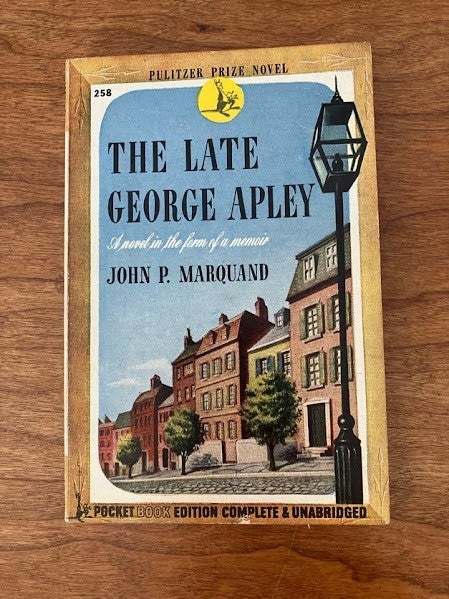 PULITZER PRIZE NOVEL
258
THE LATE
GEORGE APLEY
A novel in the form of a memoir
JOHN P. MARQUAND
POCKET BOOK EDITION COMPLETE & UNABRIDGED